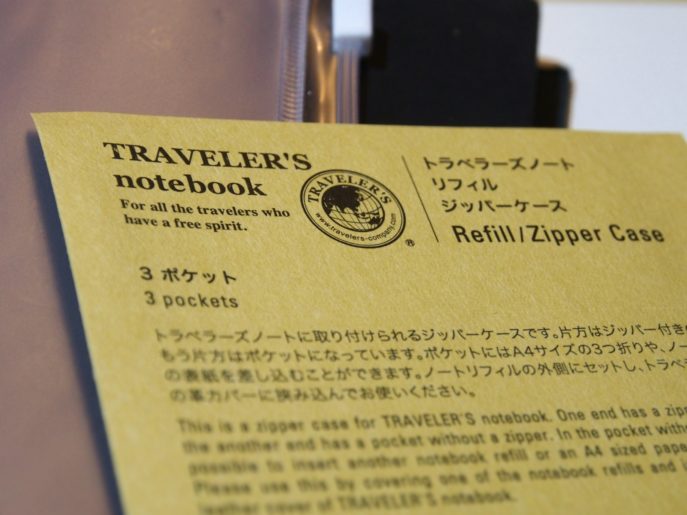 TRAVELER'S
notebook
For all the travelers who
have a free spirit.
TRAVELER'S
www.travelers-company.com
®
トラベラーズノート
リフィル
ジッパーケース
Refill/Zipper Case
3 ポケット
3 pockets
トラベラーズノートに取り付けられるジッパーケースです。片方はジッパー付き
もう片方はポケットになっています。ポケットにはA4サイズの3つ折りや、ノー
の表紙を差し込むことができます。ノートリフィルの外側にセットし、トラベ
の革カバーに挟み込んでお使いください。
This is a zipper case for TRAVELER'S notebook. One end has a
the another and has a pocket without a zipper. In the pocket
possible to insert another notebook refill or an A4 sized
Please use this by covering one of the notebook refills and
leather cover of TRAVELER'S notebook.